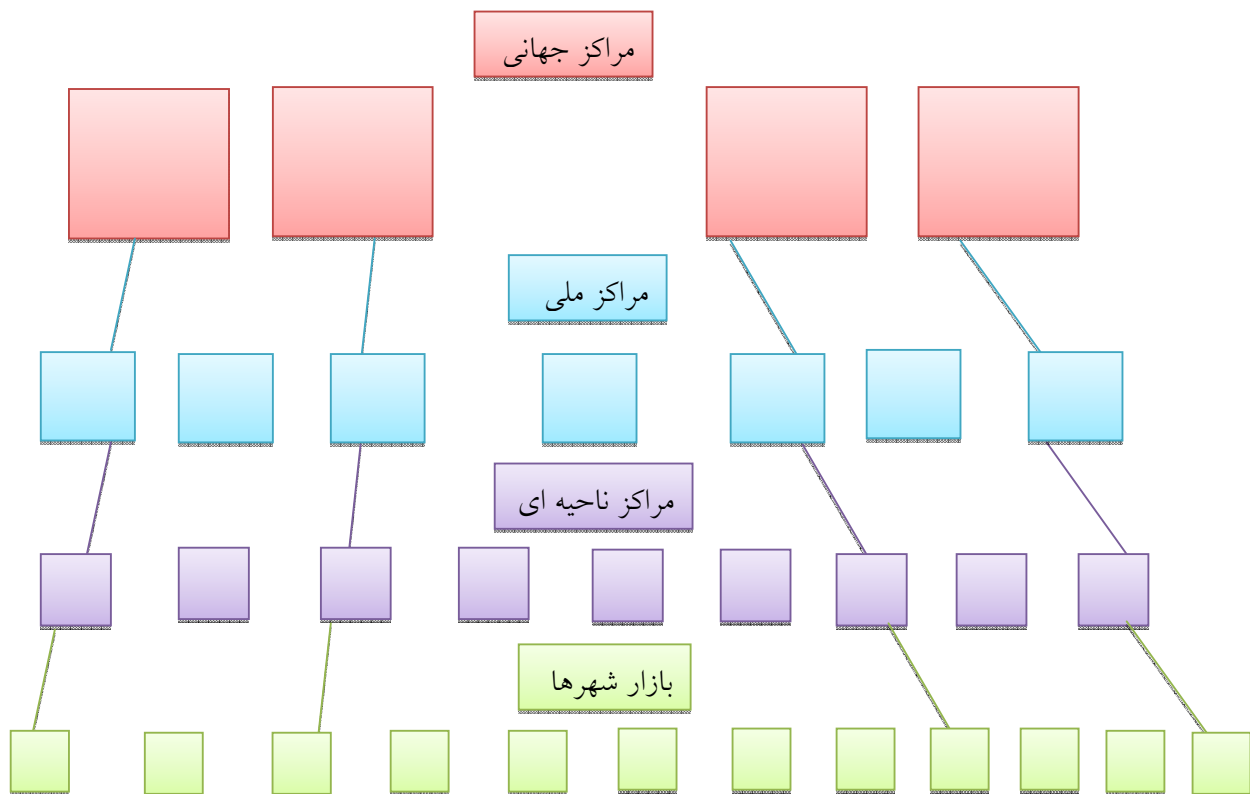 مراکز جهانی
مراکز ملی
مراکز ناحیه ای
بازار شهرها